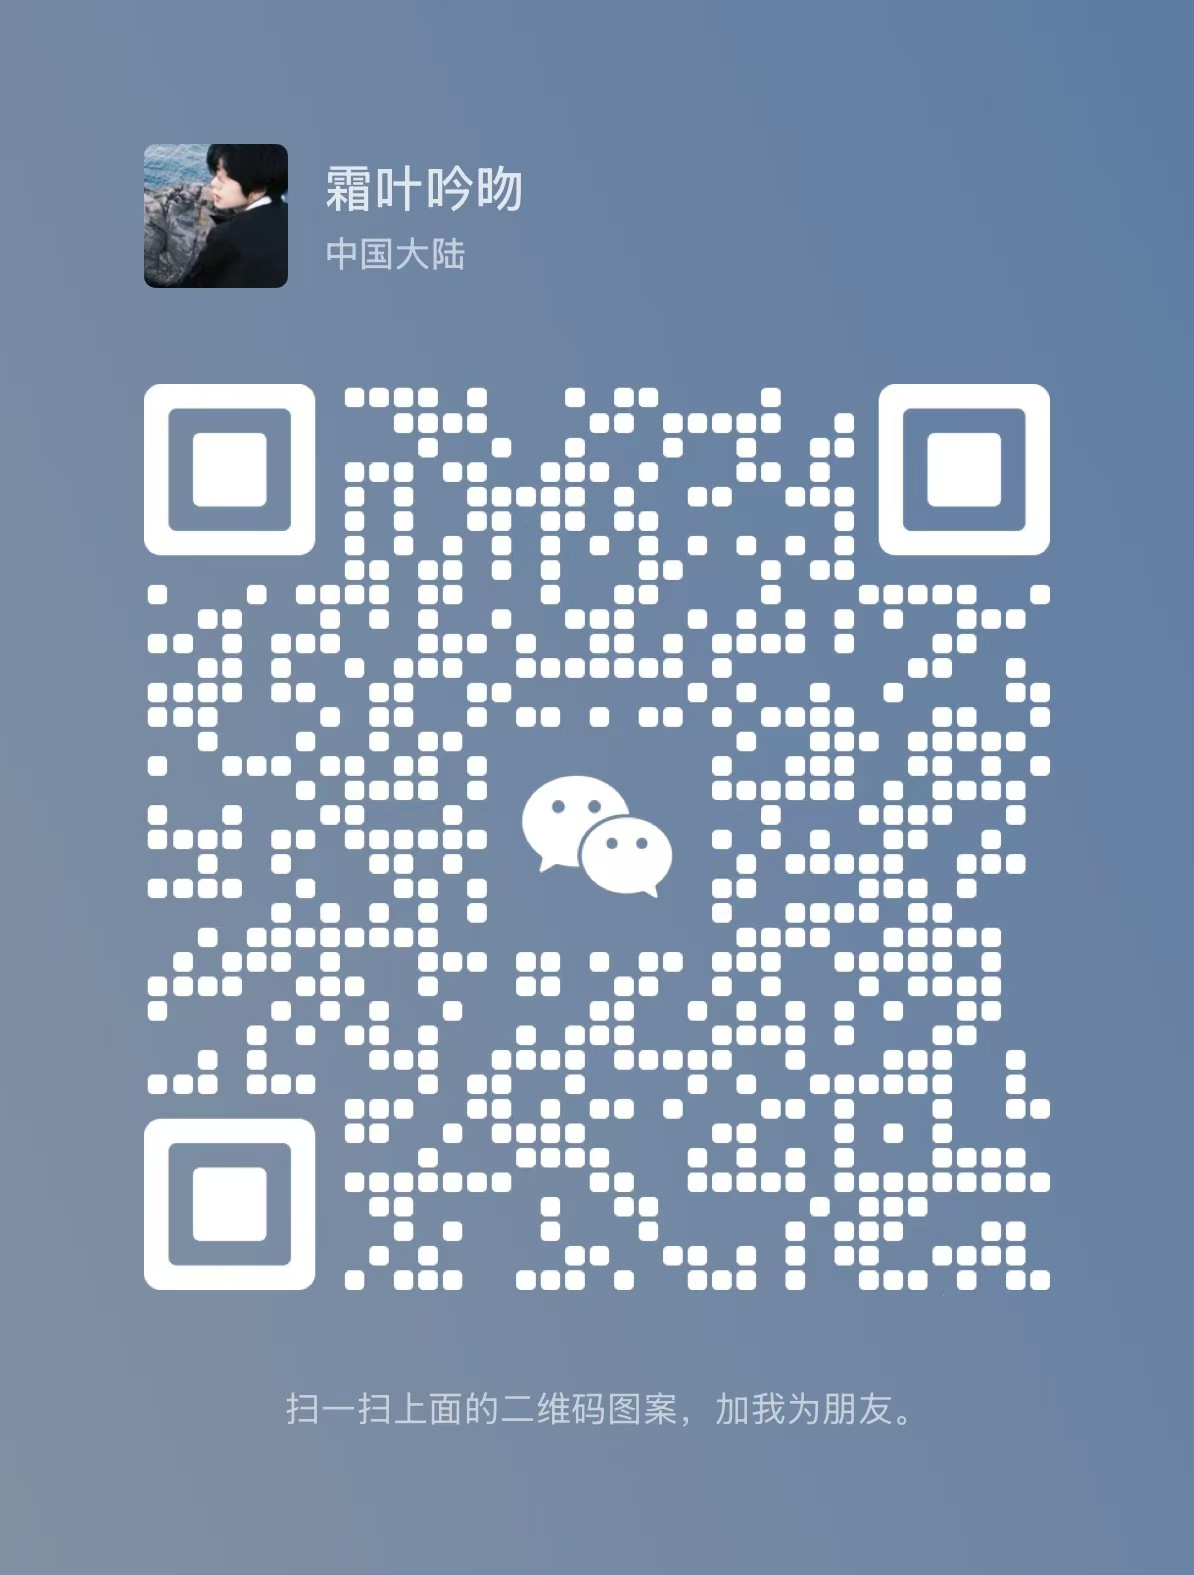 霜叶吟昒
中国大陆
扫一扫上面的二维码图案，加我为朋友。